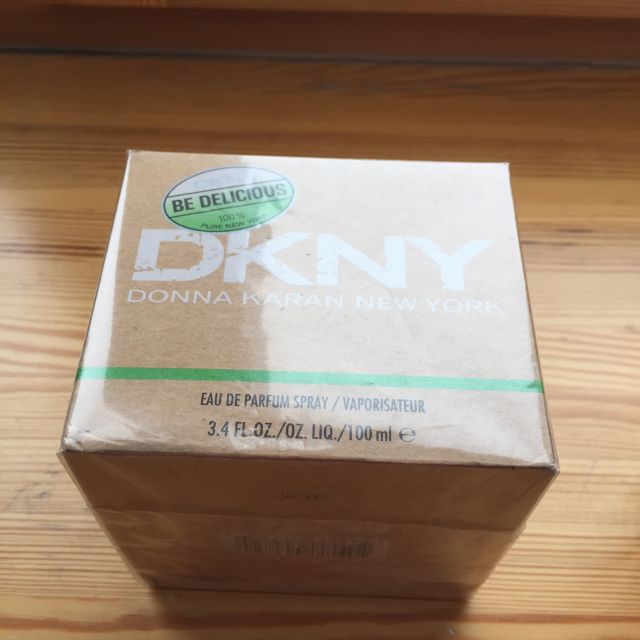 BE DELICIOUS
100%
PURE NEW YORK
DKNY
DONNA KARAN NEW YORK
EAU DE PARFUM SPRAY / VAPORISATEUR
3.4 FL.OZ./OZ. LIQ./100 ml ℮